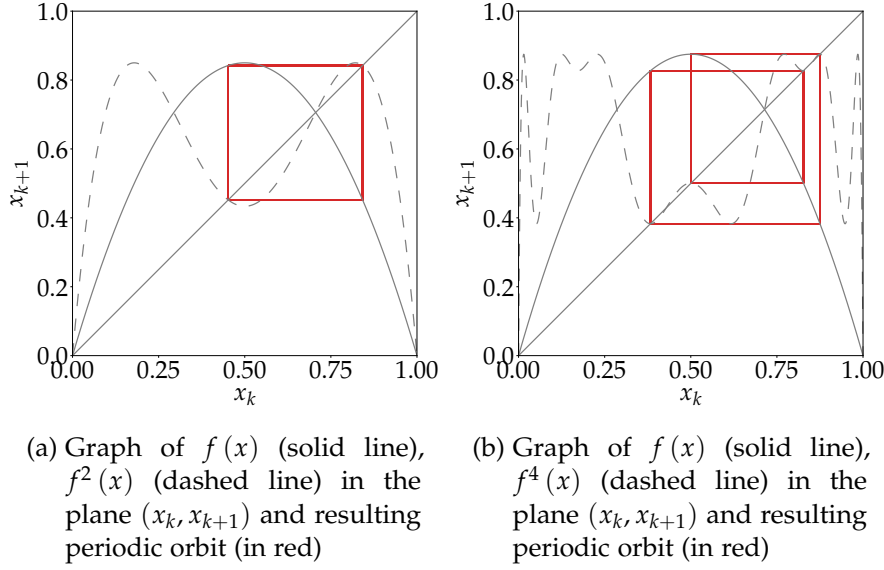 1.0
0.8
0.6
0.4
0.2
0.0
x_{k+1}
0.00 0.25 0.50 0.75 1.00
x_k
(a) Graph of f (x) (solid line),
f² (x) (dashed line) in the
plane (x_k, x_{k+1}) and resulting
periodic orbit (in red)
1.0
0.8
0.6
0.4
0.2
0.0
x_{k+1}
0.00 0.25 0.50 0.75 1.00
x_k
(b) Graph of f (x) (solid line),
f⁴ (x) (dashed line) in the
plane (x_k, x_{k+1}) and resulting
periodic orbit (in red)